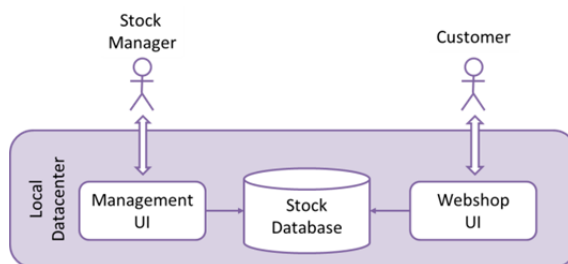 Stock
Manager
Customer
Local
Datacenter
Management
UI
Stock
Database
Webshop
UI